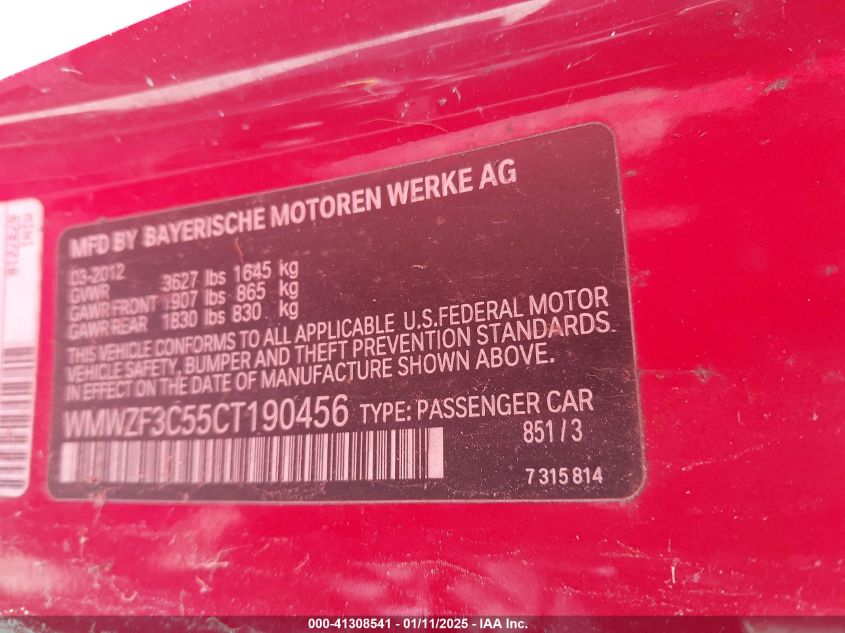 MINI
MFD BY BAYERISCHE MOTOREN WERKE AG
03-2012
GVWR 3627 lbs 1645 kg
GAWR FRONT 1907 lbs 865 kg
GAWR REAR 1830 lbs 830 kg
THIS VEHICLE CONFORMS TO ALL APPLICABLE U.S.FEDERAL MOTOR
VEHICLE SAFETY, BUMPER AND THEFT PREVENTION STANDARDS
IN EFFECT ON THE DATE OF MANUFACTURE SHOWN ABOVE.
WMWZF3C55CT190456 TYPE: PASSENGER CAR
851 / 3
7 315 814
000-41308541 - 01/11/2025 - IAA Inc.